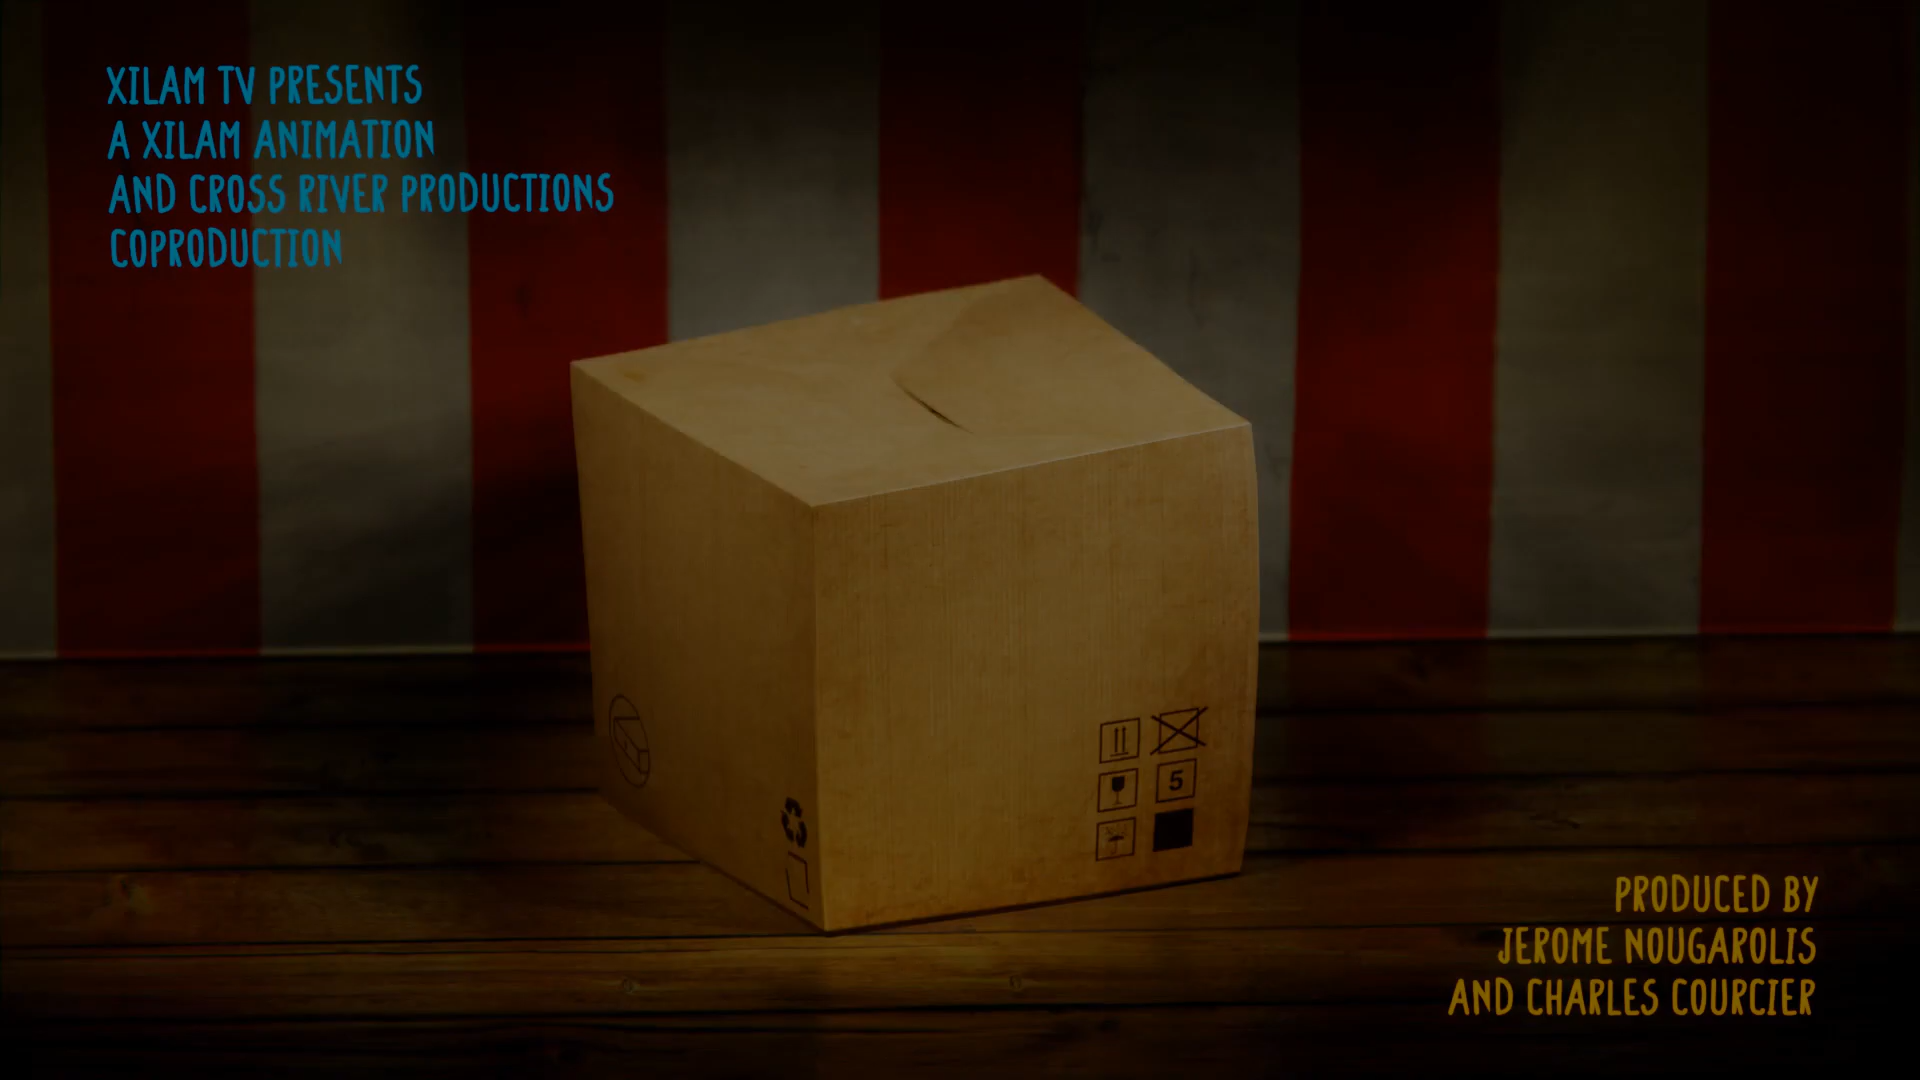 XILAM TV PRESENTS
A XILAM ANIMATION
AND CROSS RIVER PRODUCTIONS
COPRODUCTION
5
PRODUCED BY
JEROME NOUGAROLIS
AND CHARLES COURCIER